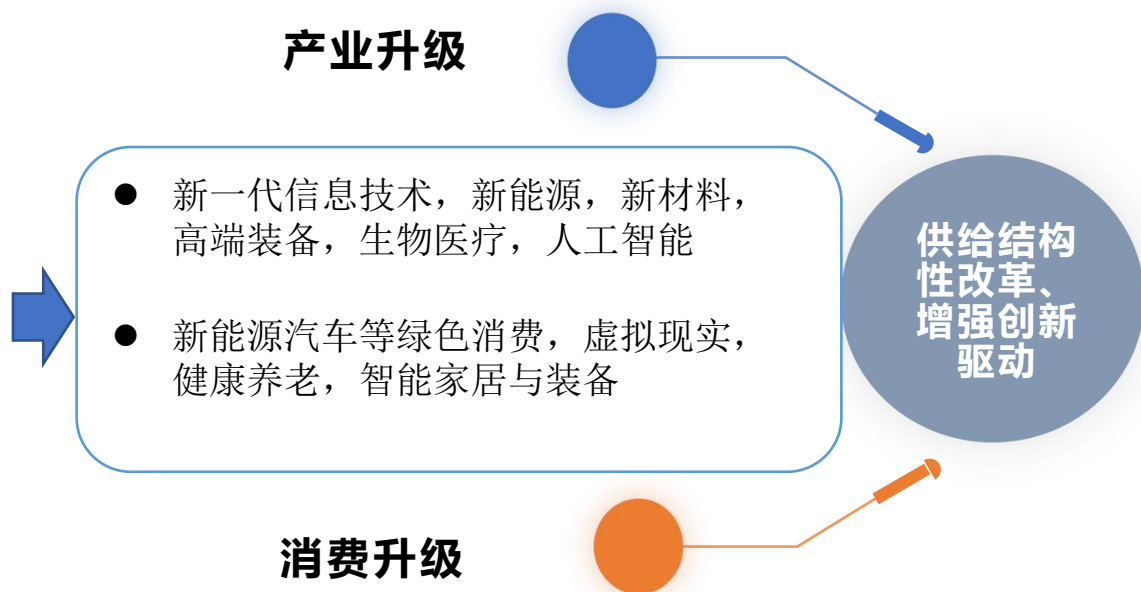 产业升级
● 新一代信息技术，新能源，新材料，
高端装备，生物医疗，人工智能
● 新能源汽车等绿色消费，虚拟现实，
健康养老，智能家居与装备
供给结构
性改革、
增强创新
驱动
消费升级